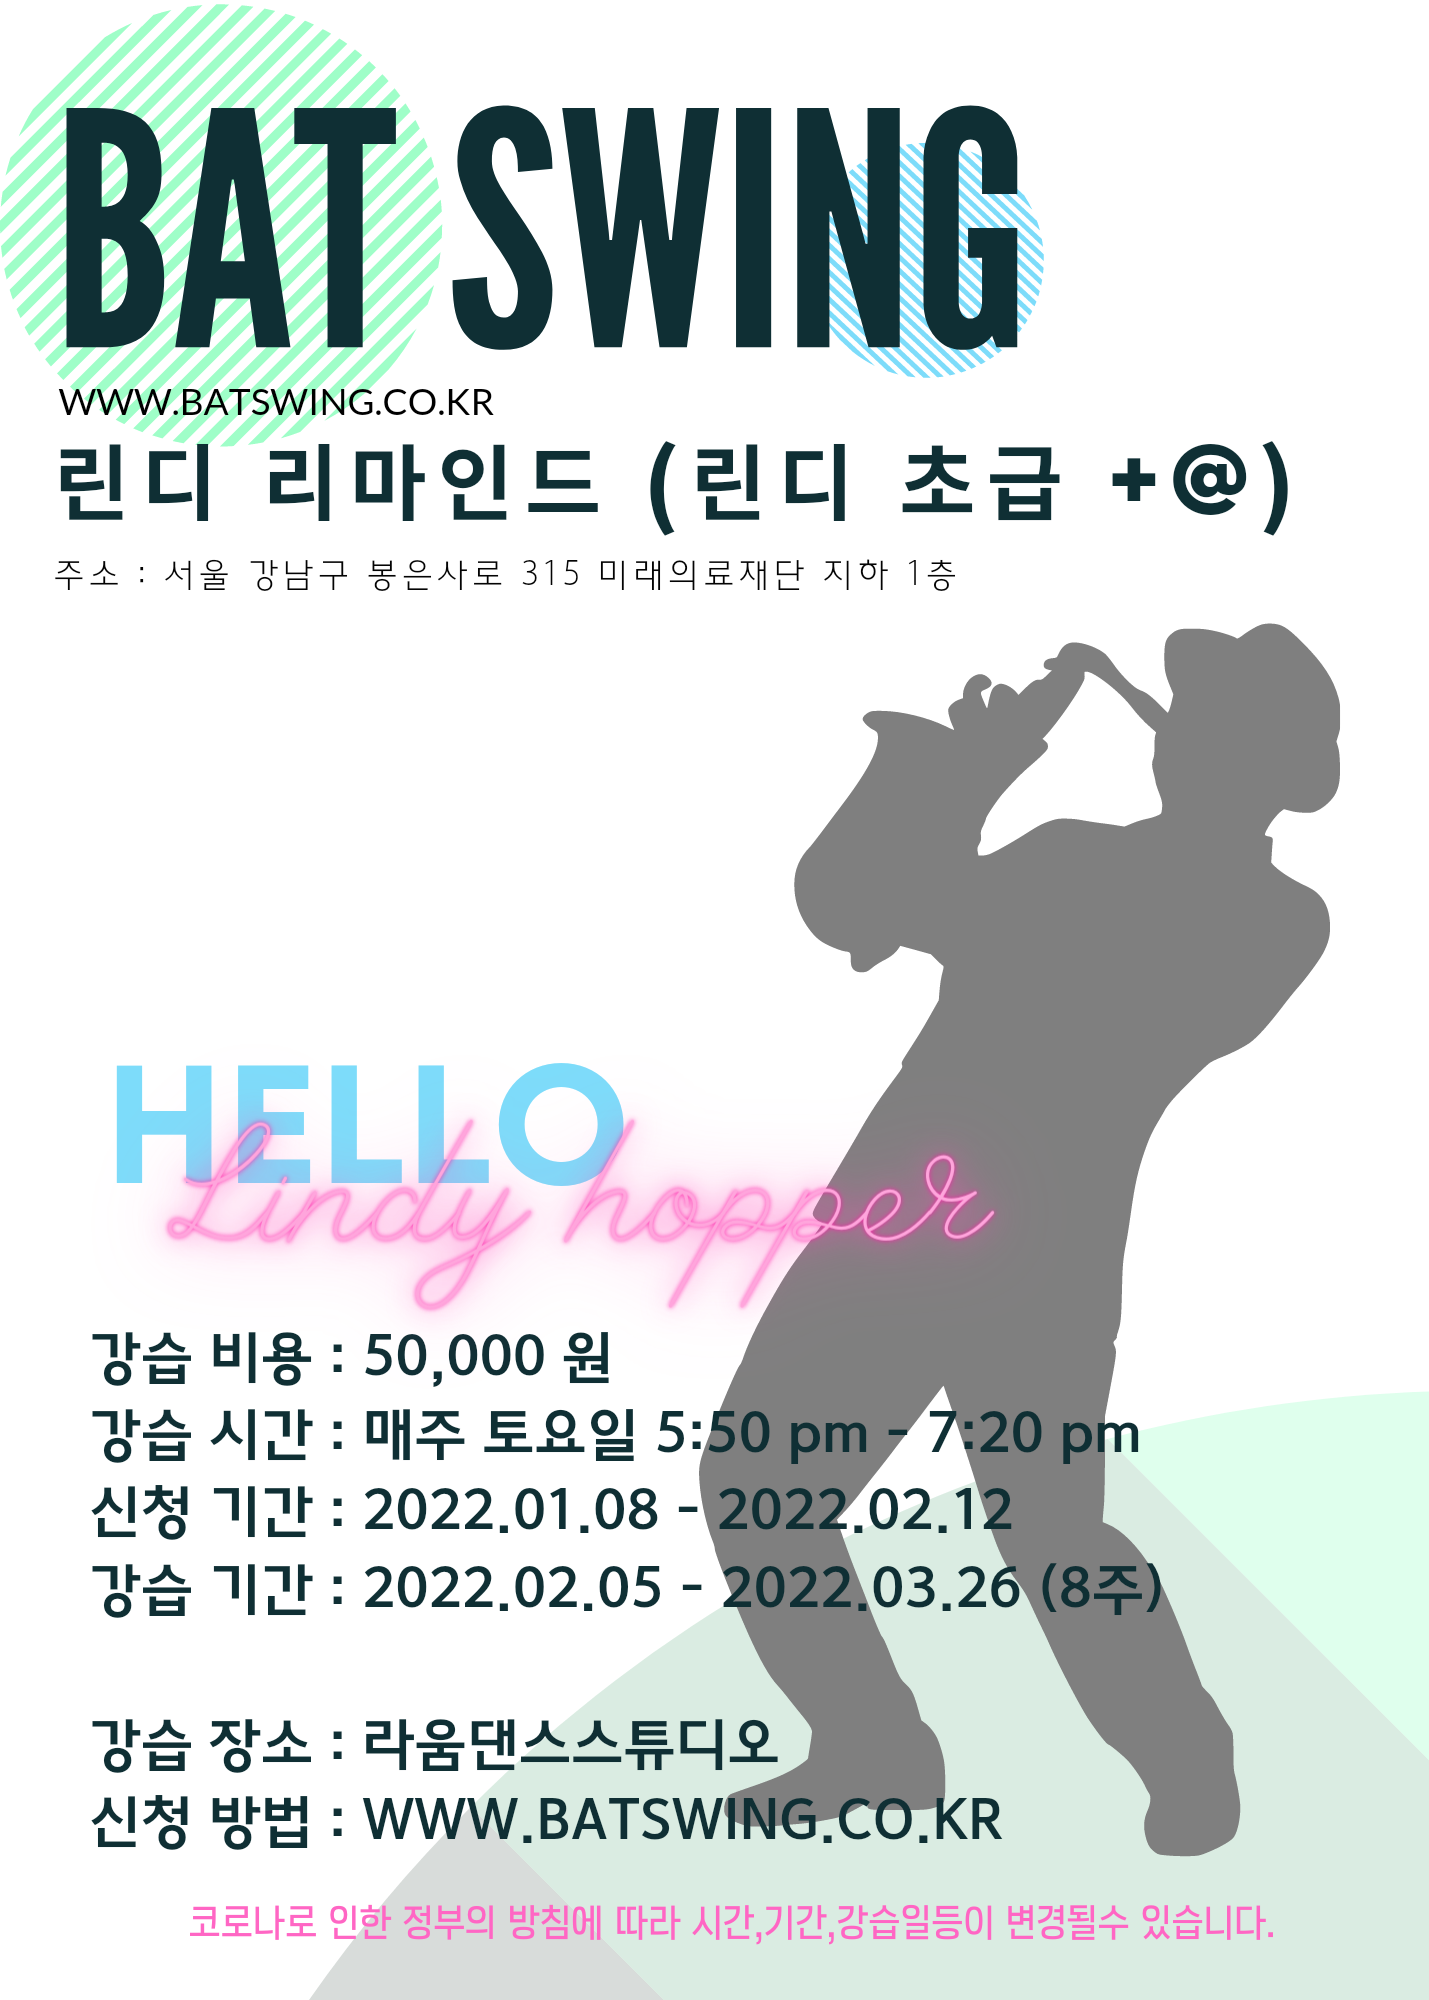 BAT SWING
WWW.BATSWING.CO.KR
린디 리마인드 (린디 초급 +@)
주소 : 서울 강남구 봉은사로 315 미래의료재단 지하 1층
HELLO
Lindy hopper
강습 비용 : 50,000 원
강습 시간 : 매주 토요일 5:50 pm - 7:20 pm
신청 기간 : 2022.01.08 - 2022.02.12
강습 기간 : 2022.02.05 - 2022.03.26 (8주)
강습 장소 : 라움댄스스튜디오
신청 방법 : WWW.BATSWING.CO.KR
코로나로 인한 정부의 방침에 따라 시간,기간,강습일등이 변경될수 있습니다.